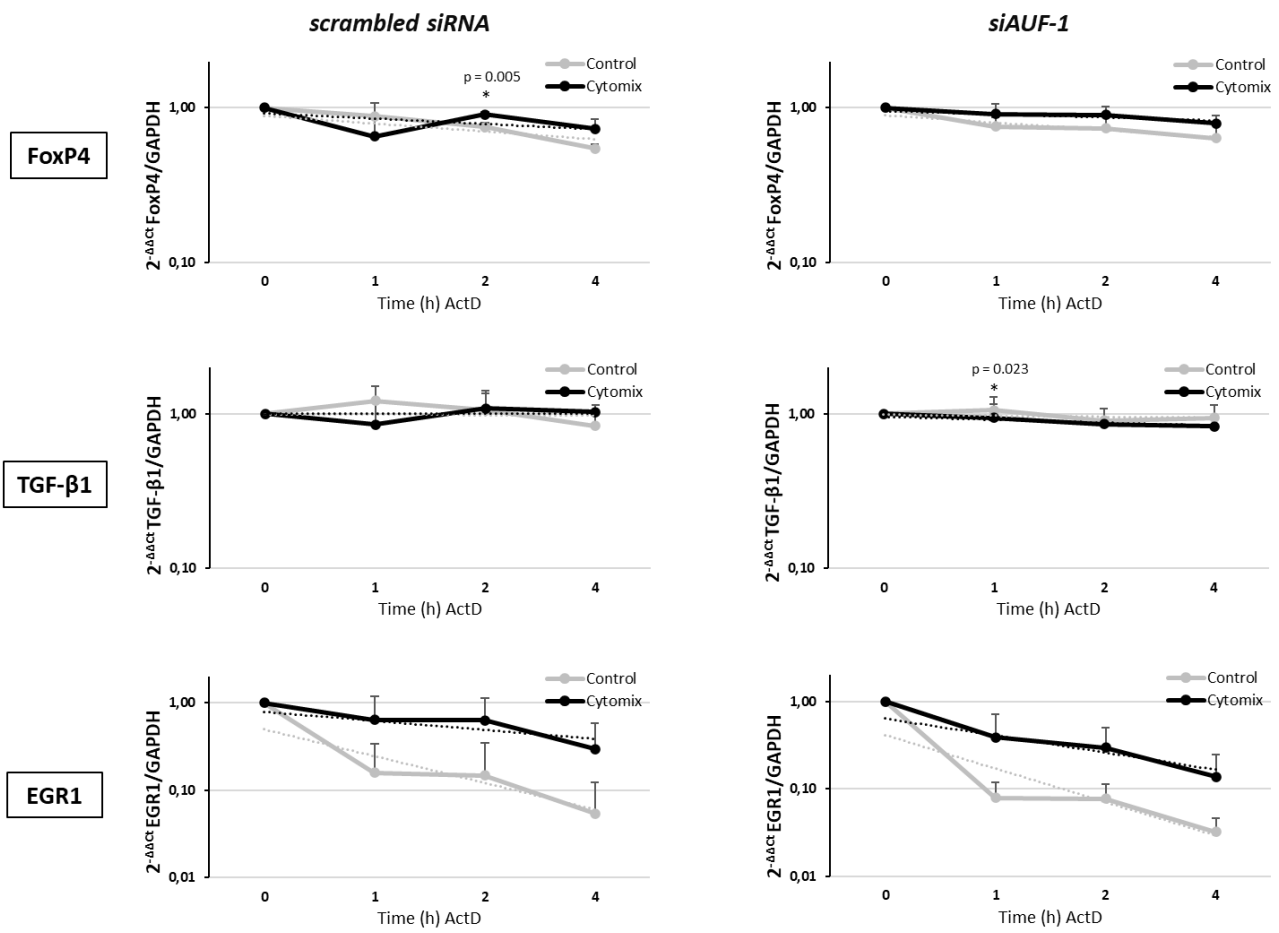 scrambled siRNA
siAUF-1
FoxP4
2-ΔΔCt FoxP4/GAPDH
1,00
0,10
p = 0.005
*
Control
Cytomix
0 1 2 4
Time (h) ActD
2-ΔΔCt FoxP4/GAPDH
1,00
0,10
Control
Cytomix
0 1 2 4
Time (h) ActD
TGF-β1
2-ΔΔCt TGF-β1/GAPDH
1,00
0,10
Control
Cytomix
0 1 2 4
Time (h) ActD
2-ΔΔCt TGF-β1/GAPDH
1,00
0,10
p = 0.023
*
Control
Cytomix
0 1 2 4
Time (h) ActD
EGR1
2-ΔΔCt EGR1/GAPDH
1,00
0,10
0,01
Control
Cytomix
0 1 2 4
Time (h) ActD
2-ΔΔCt EGR1/GAPDH
1,00
0,10
0,01
Control
Cytomix
0 1 2 4
Time (h) ActD